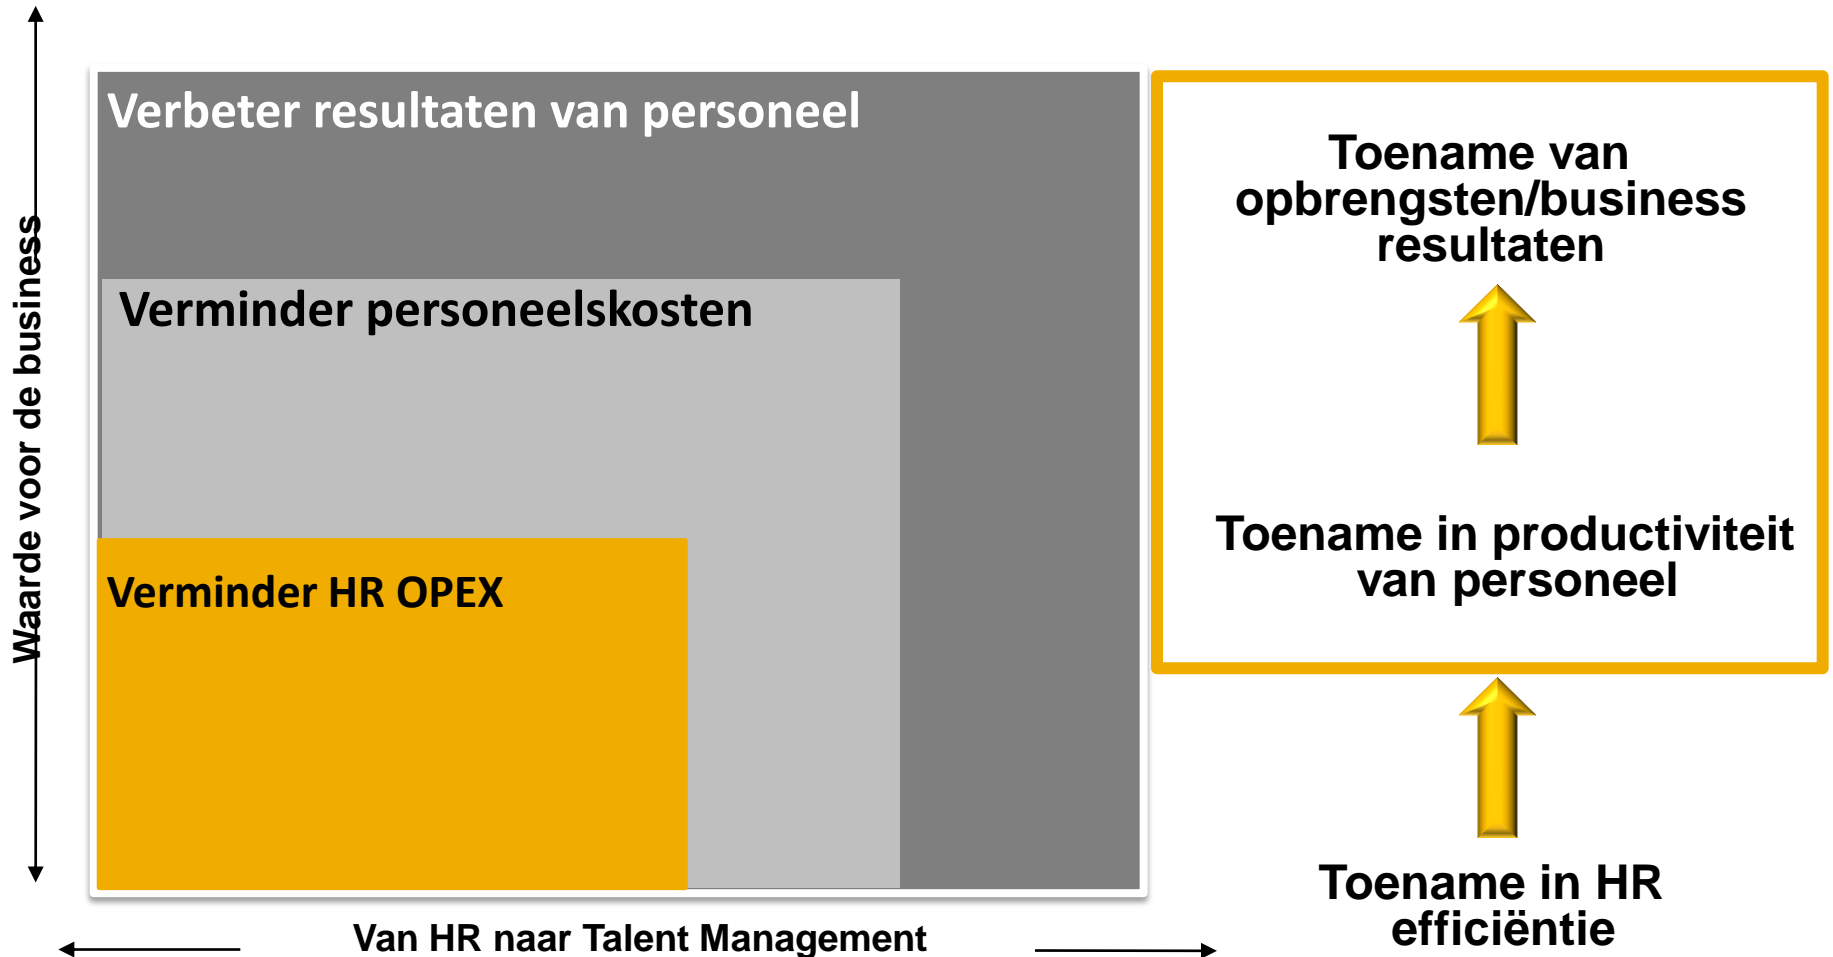 Waarde voor de business
Verbeter resultaten van personeel
Verminder personeelskosten
Verminder HR OPEX
Van HR naar Talent Management
Toename van
opbrengsten/business
resultaten
Toename in productiviteit
van personeel
Toename in HR
efficiëntie